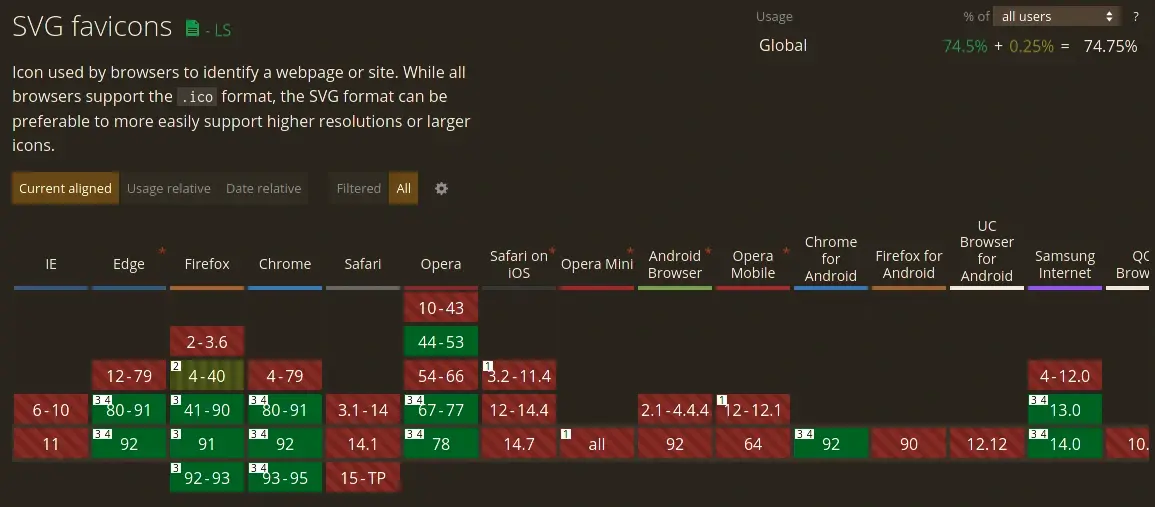 SVG favicons - LS
Usage % of all users ?
Global 74.5% + 0.25% = 74.75%
Icon used by browsers to identify a webpage or site. While all
browsers support the .ico format, the SVG format can be
preferable to more easily support higher resolutions or larger
icons.
Current aligned Usage relative Date relative Filtered All
IE
Edge *
Firefox
Chrome
Safari
Opera
Safari on *
iOS
Opera Mini *
Android *
Browser
Opera *
Mobile
Chrome
for
Android
Firefox for
Android
UC
Browser
for
Android
Samsung
Internet
QQ
Brow
10-43
2-3.6 44-53
12-79 2 4-40 4-79 54-66 1 3.2-11.4 4-12.0
6-10 3 4 80-91 3 41-90 3 4 80-91 3.1-14 3 4 67-77 12-14.4 2.1-4.4.4 1 12-12.1 3 4 13.0
11 3 4 92 3 91 3 4 92 14.1 3 4 78 14.7 1 all 92 64 3 4 92 90 12.12 3 4 14.0 10.
3 92-93 3 4 93-95 15-TP